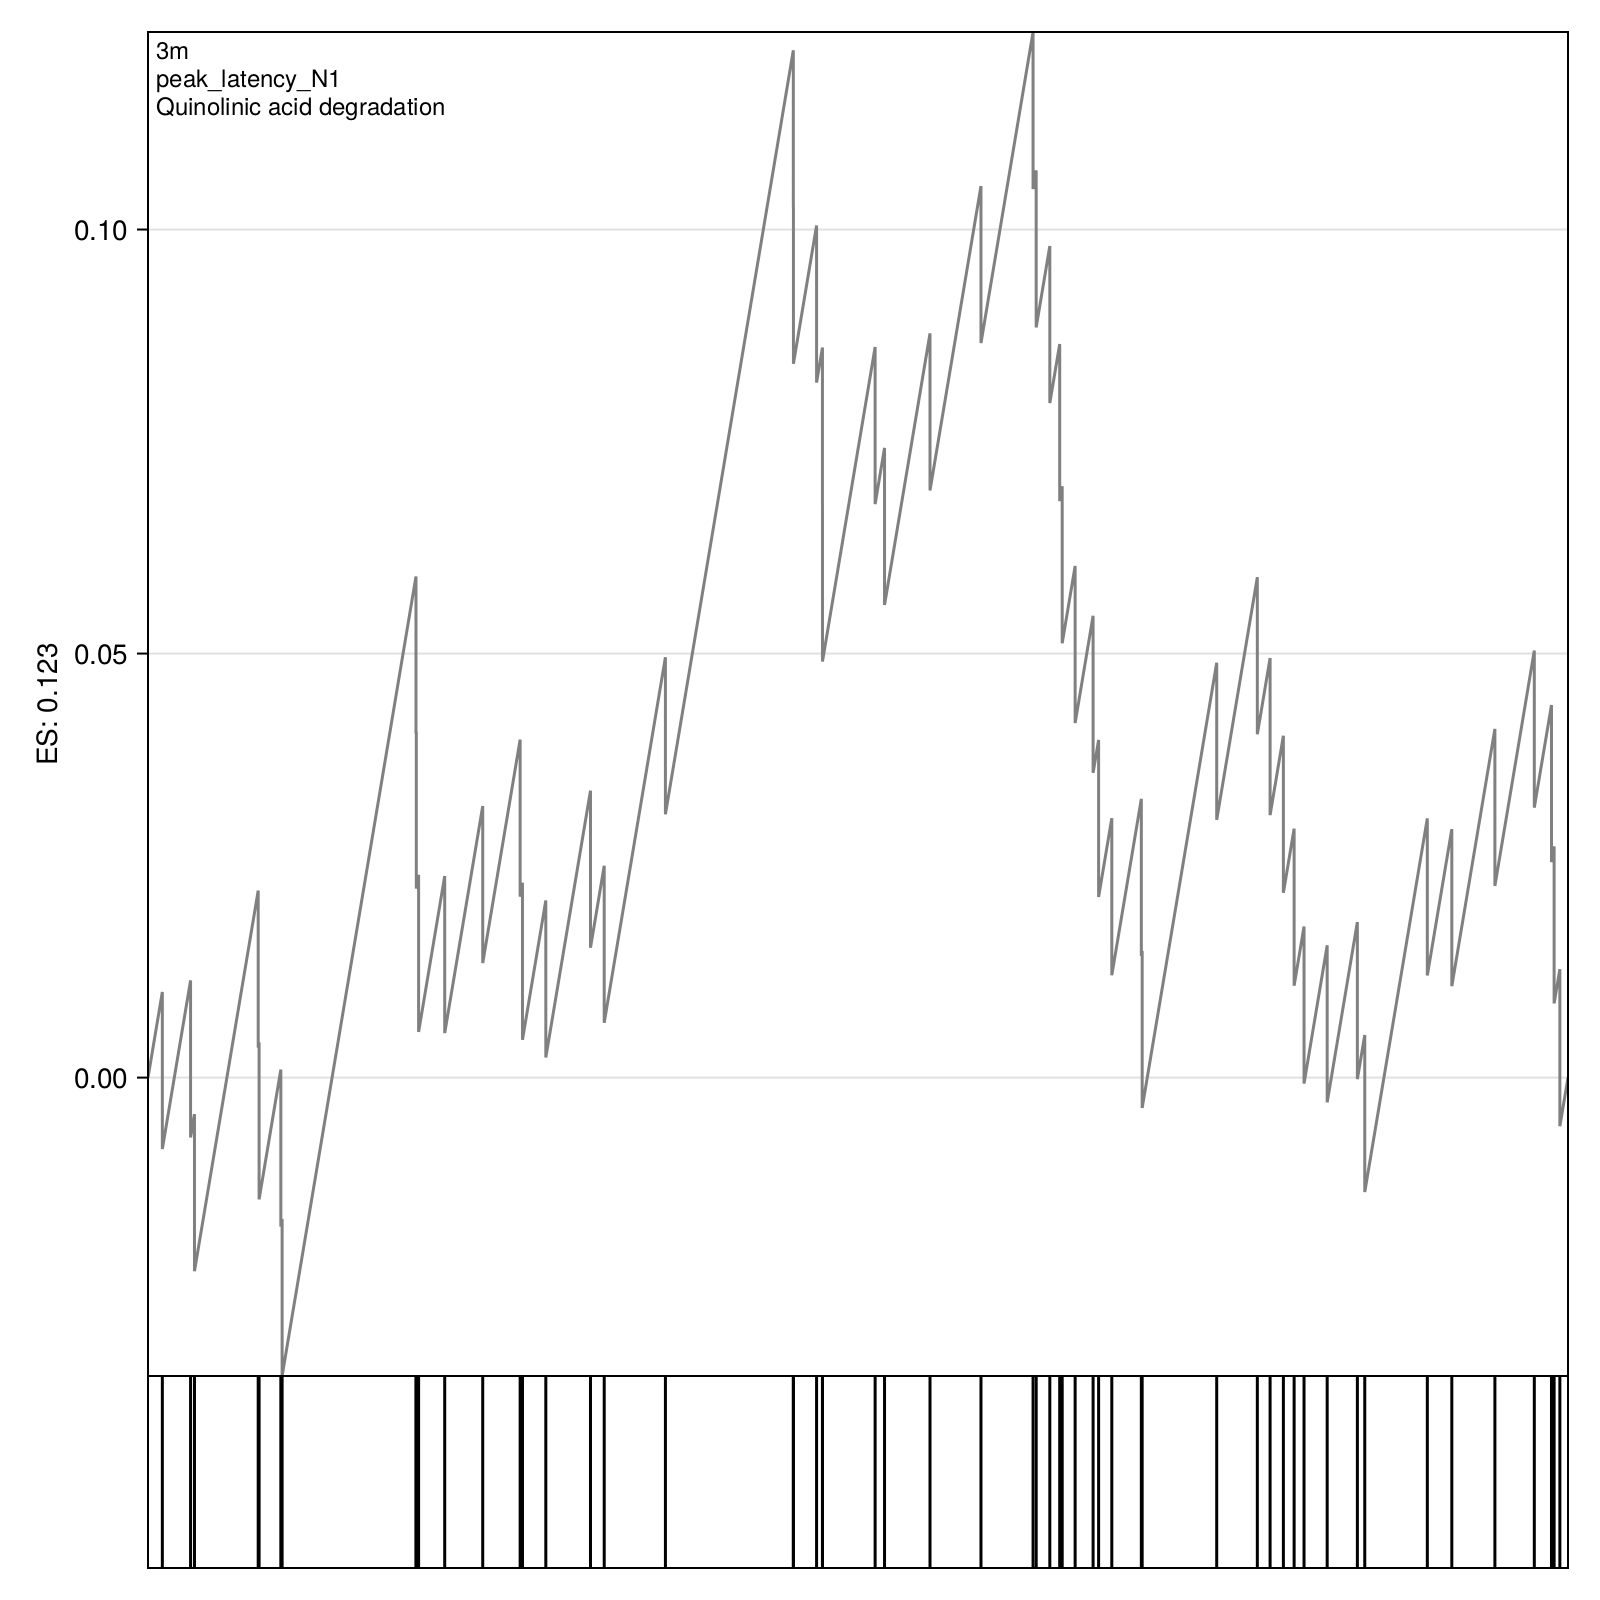 3m
peak_latency_N1
Quinolinic acid degradation
0.10
0.05
0.00
ES: 0.123